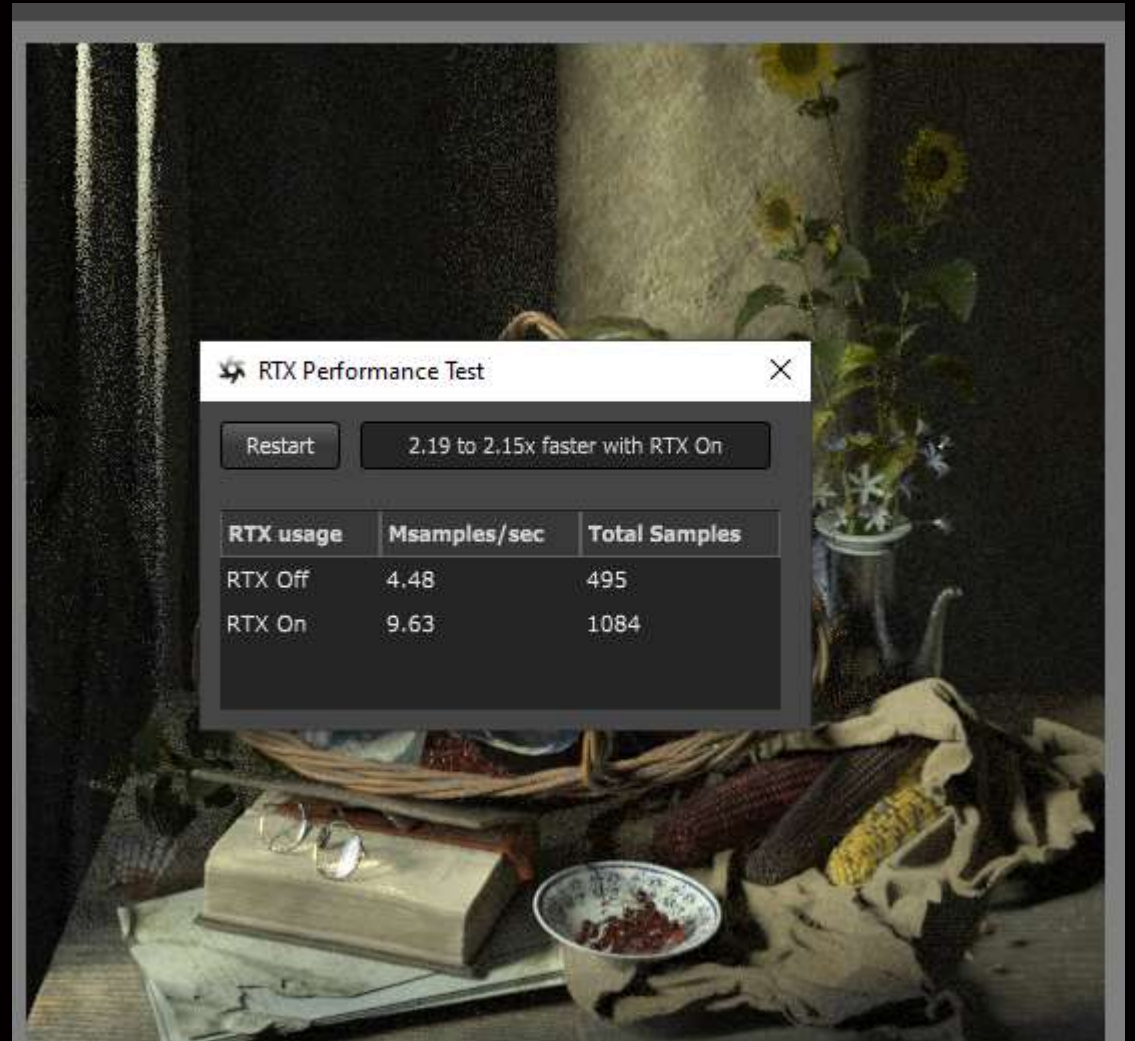 RTX Performance Test
Restart
2.19 to 2.15x faster with RTX On
RTX usage Msamples/sec Total Samples
RTX Off 4.48 495
RTX On 9.63 1084